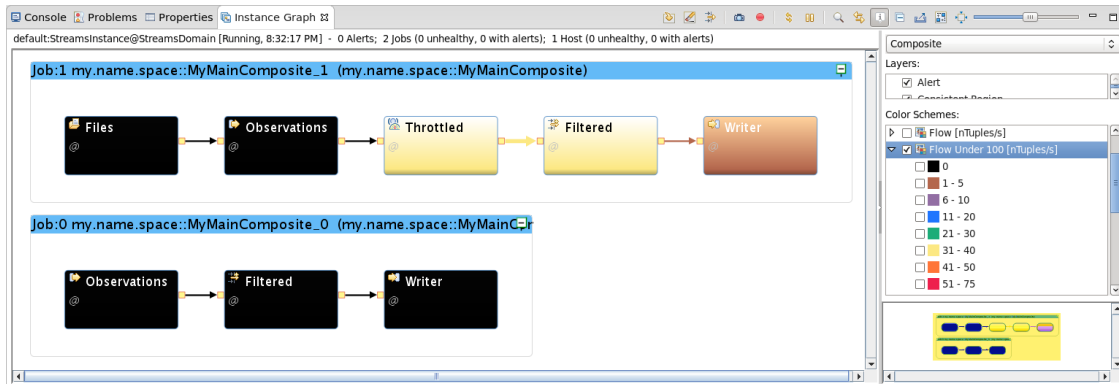 Console Problems Properties Instance Graph
default:StreamsInstance@StreamsDomain [Running, 8:32:17 PM] - 0 Alerts; 2 Jobs (0 unhealthy, 0 with alerts); 1 Host (0 unhealthy, 0 with alerts)
Job:1 my.name.space::MyMainComposite_1 (my.name.space::MyMainComposite)
Files
@
Observations
@
Throttled
@
Filtered
@
Writer
@
Job:0 my.name.space::MyMainComposite_0 (my.name.space::MyMainCor
Observations
@
Filtered
@
Writer
@
Composite
Layers:
Alert
Consistent Region
Color Schemes:
Flow [nTuples/s]
Flow Under 100 [nTuples/s]
0
1 - 5
6 - 10
11 - 20
21 - 30
31 - 40
41 - 50
51 - 75